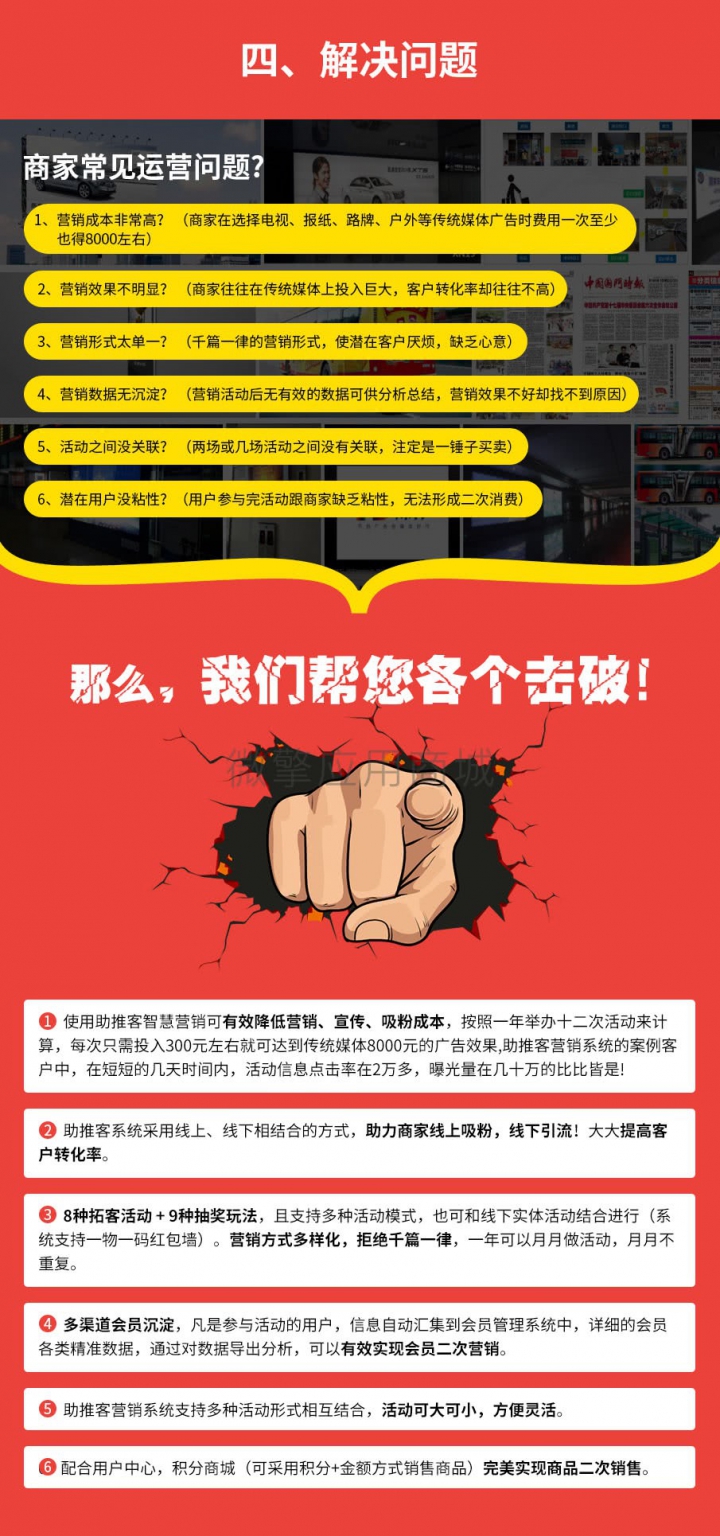 四、解决问题
商家常见运营问题?
1、营销成本非常高? （商家在选择电视、报纸、路牌、户外等传统媒体广告时费用一次至少
也得8000左右）
2、营销效果不明显? （商家往往在传统媒体上投入巨大，客户转化率却往往不高）
3、营销形式太单一? （千篇一律的营销形式，使潜在客户厌烦，缺乏心意）
4、营销数据无沉淀? （营销活动后无有效的数据可供分析总结，营销效果不好却找不到原因）
5、活动之间没关联? （两场或几场活动之间没有关联，注定是一锤子买卖）
6、潜在用户没粘性? （用户参与完活动跟商家缺乏粘性，无法形成二次消费）
那么，我们帮您各个击破!
微擎应用商城
1 使用助推客智慧营销可有效降低营销、宣传、吸粉成本，按照一年举办十二次活动来计
算，每次只需投入300元左右就可达到传统媒体8000元的广告效果,助推客营销系统的案例客
户中，在短短的几天时间内，活动信息点击率在2万多，曝光量在几十万的比比皆是!
2 助推客系统采用线上、线下相结合的方式，助力商家线上吸粉，线下引流！大大提高客
户转化率。
3 8种拓客活动 + 9种抽奖玩法，且支持多种活动模式，也可和线下实体活动结合进行（系
统支持一物一码红包墙）。营销方式多样化，拒绝千篇一律，一年可以月月做活动，月月不
重复。
4 多渠道会员沉淀，凡是参与活动的用户，信息自动汇集到会员管理系统中，详细的会员
各类精准数据，通过对数据导出分析，可以有效实现会员二次营销。
5 助推客营销系统支持多种活动形式相互结合，活动可大可小，方便灵活。
6 配合用户中心，积分商城（可采用积分+金额方式销售商品）完美实现商品二次销售。